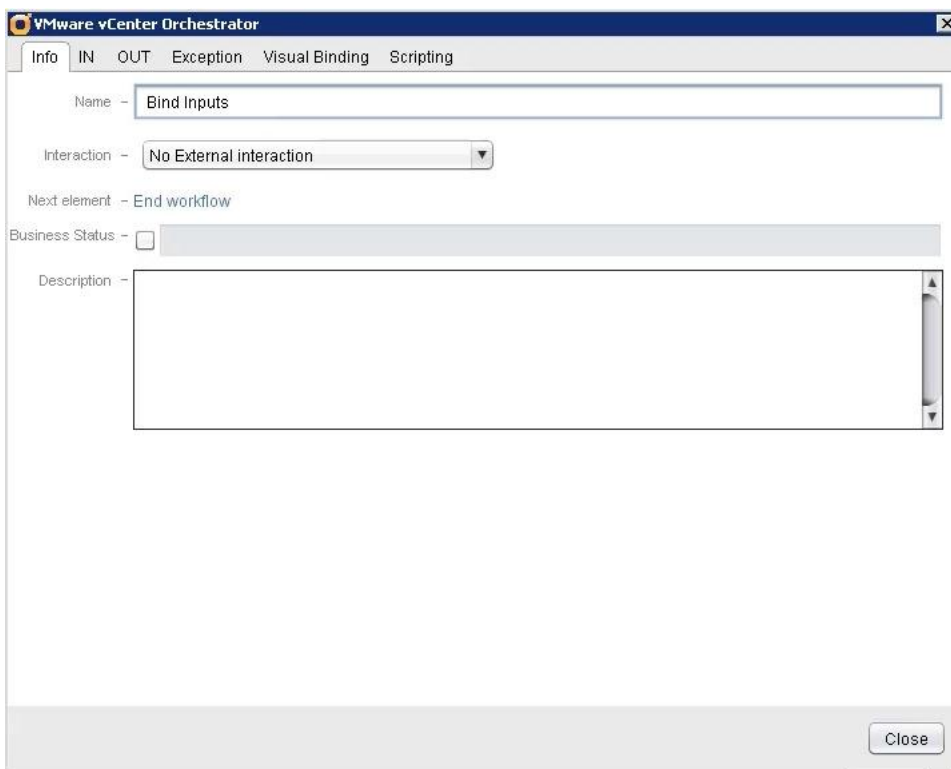 VMware vCenter Orchestrator
Info IN OUT Exception Visual Binding Scripting
Name – Bind Inputs
Interaction – No External interaction
Next element – End workflow
Business Status –
Description –
Close